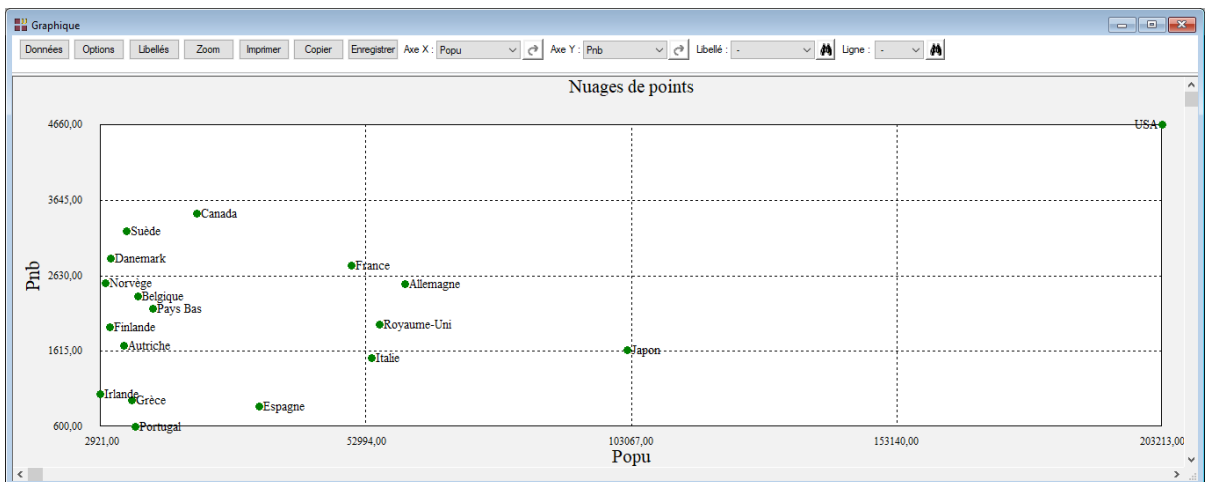 Graphique
Données Options Libellés Zoom Imprimer Copier Enregistrer Axe X : Popu Axe Y : Pnb Libellé : - Ligne : -
Nuages de points
4660,00
USA
3645,00
Canada
Suède
Danemark
France
2630,00
Norvège
Allemagne
Belgique
Pays Bas
Finlande
Royaume-Uni
Autriche
1615,00
Japon
Italie
Irlande
Grèce
Espagne
600,00
Portugal
Pnb
2921,00 52994,00 103067,00 153140,00 203213,00
Popu